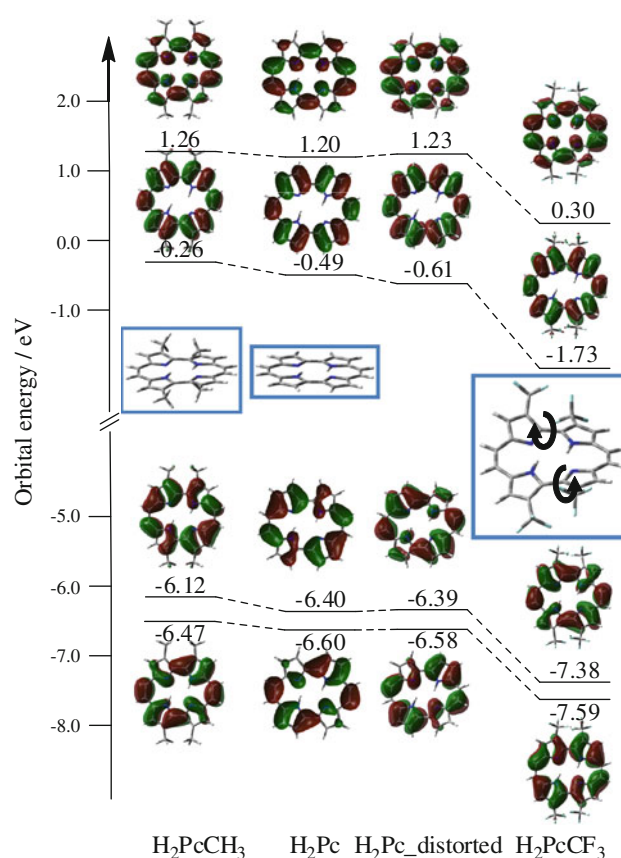 2.0
1.26 1.20 1.23
1.0
0.30
0.0
-0.26 -0.49 -0.61
-1.0
-1.73
Orbital energy / eV
-5.0
-6.0
-6.12 -6.40 -6.39
-6.47 -6.60 -6.58
-7.0
-7.38
-7.59
-8.0
H₂PcCH₃ H₂Pc H₂Pc_distorted H₂PcCF₃